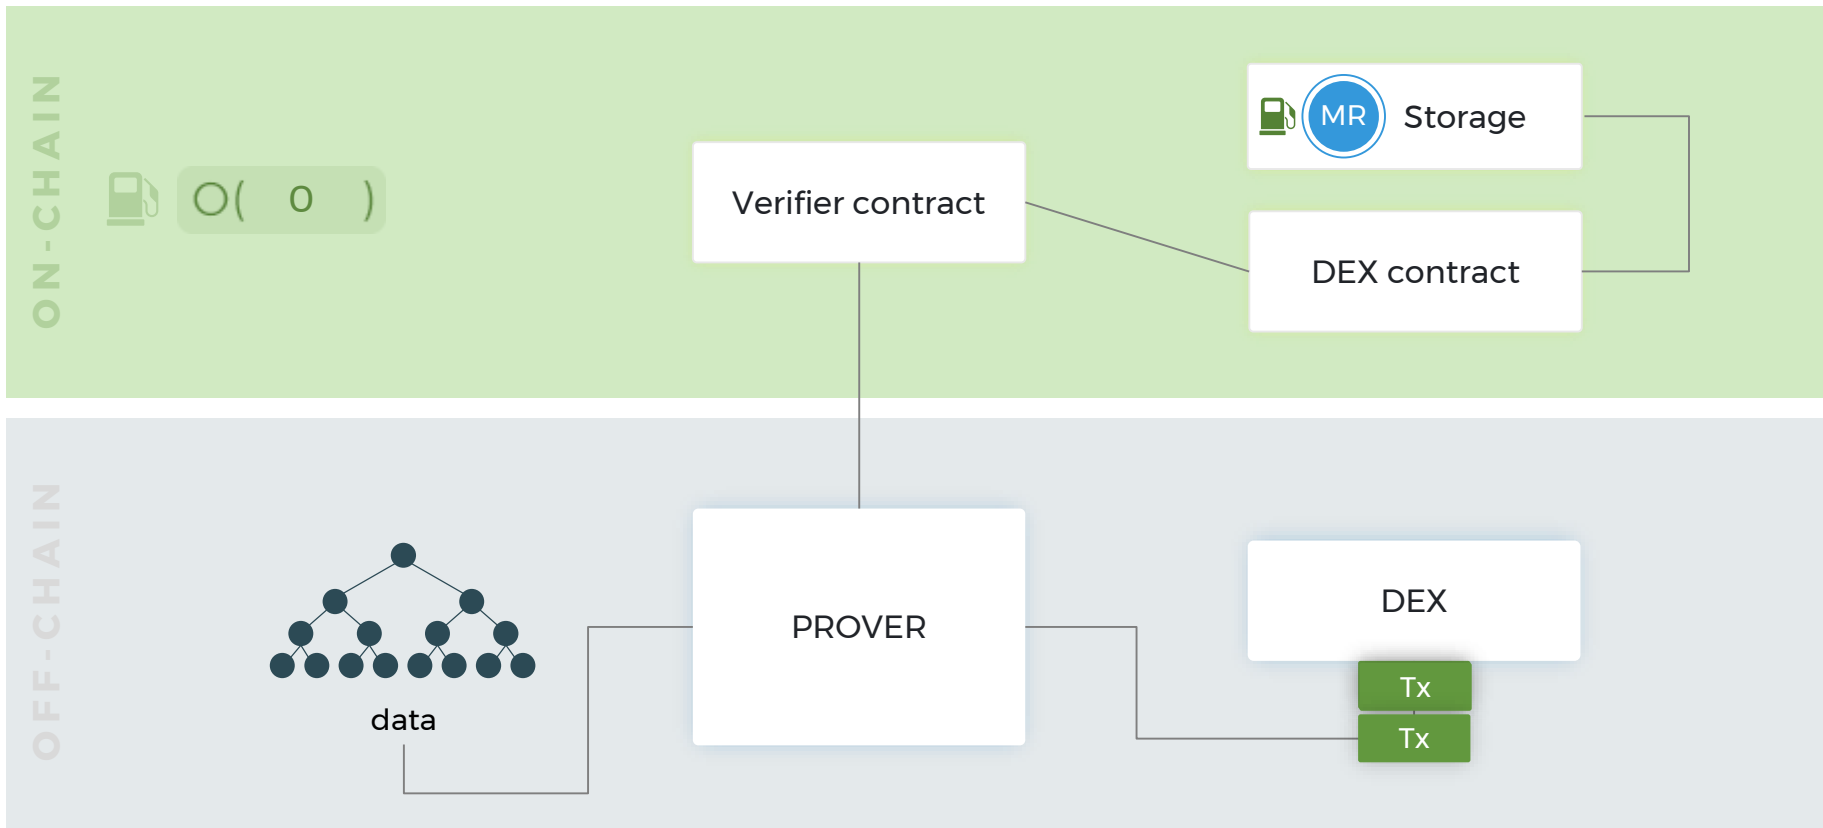 ON-CHAIN
O( 0 )
Verifier contract
MR Storage
DEX contract
OFF-CHAIN
data
PROVER
DEX
Tx
Tx